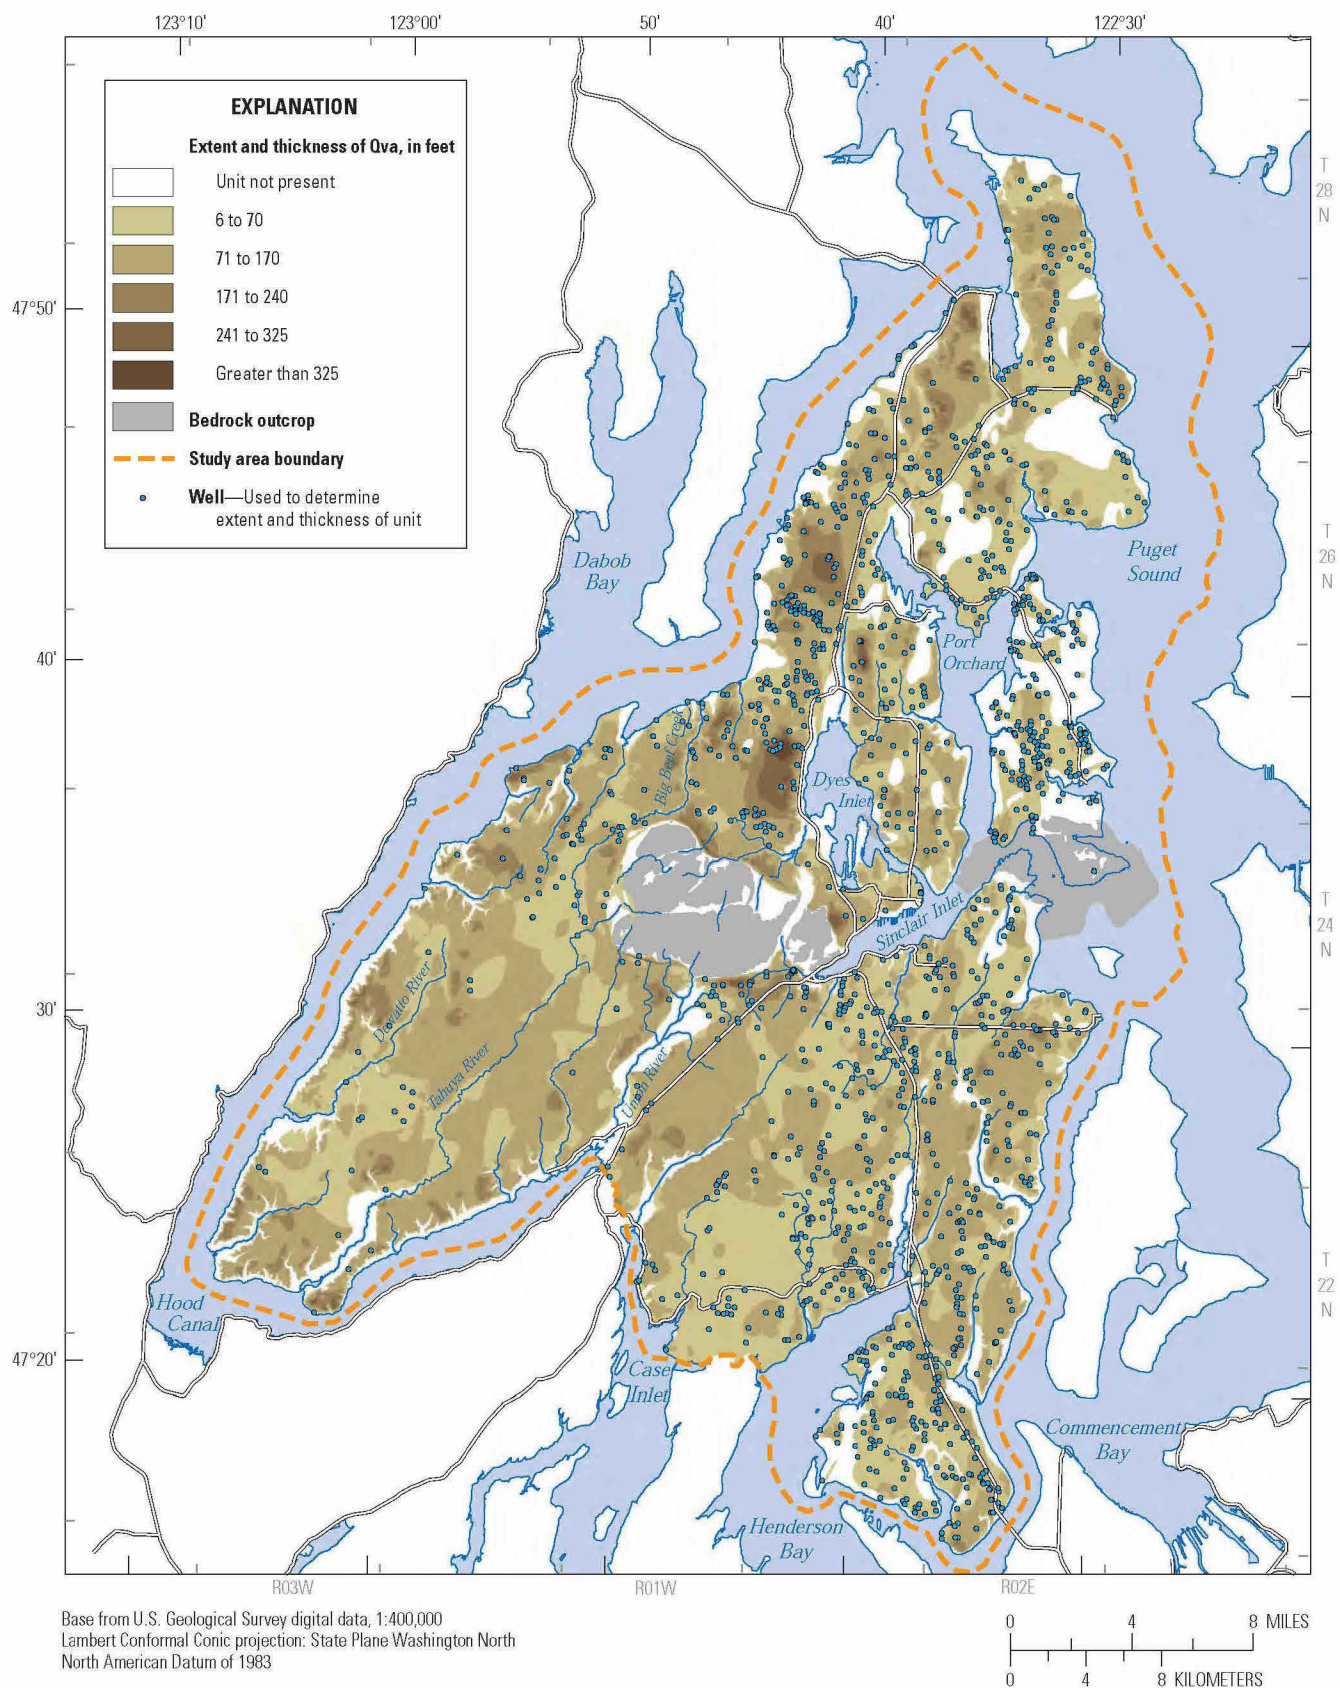 123°10' 123°00' 50' 40' 122°30'
EXPLANATION
Extent and thickness of Qva, in feet
Unit not present
6 to 70
71 to 170
171 to 240
241 to 325
Greater than 325
Bedrock outcrop
Study area boundary
Well—Used to determine
extent and thickness of unit
T
28
N
47°50'
T
26
N
Dabob
Bay
Puget
Sound
40'
Port
Orchard
Big Beef Creek
Dyes
Inlet
Sinclair Inlet
T
24
N
30'
Dewatto River
Tahuya River
Union River
T
22
N
Hood
Canal
47°20'
Case
Inlet
Commencement
Bay
Henderson
Bay
R03W R01W R02E
Base from U.S. Geological Survey digital data, 1:400,000
Lambert Conformal Conic projection: State Plane Washington North
North American Datum of 1983
0 4 8 MILES
0 4 8 KILOMETERS